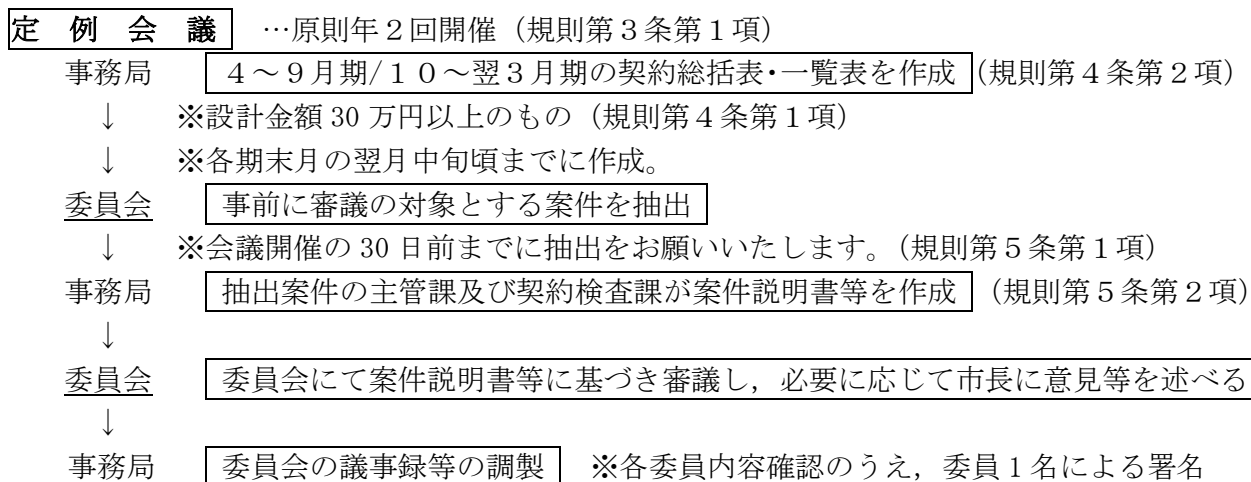 定 例 会 議 …原則年２回開催（規則第３条第１項）
事務局 ４～９月期/１０～翌３月期の契約総括表・一覧表を作成 （規則第４条第２項）
↓ ※設計金額 30 万円以上のもの（規則第４条第１項）
↓ ※各期末月の翌月中旬頃までに作成。
委員会 事前に審議の対象とする案件を抽出
↓ ※会議開催の 30 日前までに抽出をお願いいたします。（規則第５条第１項）
事務局 抽出案件の主管課及び契約検査課が案件説明書等を作成 （規則第５条第２項）
↓
委員会 委員会にて案件説明書等に基づき審議し，必要に応じて市長に意見等を述べる
↓
事務局 委員会の議事録等の調製 ※各委員内容確認のうえ，委員１名による署名